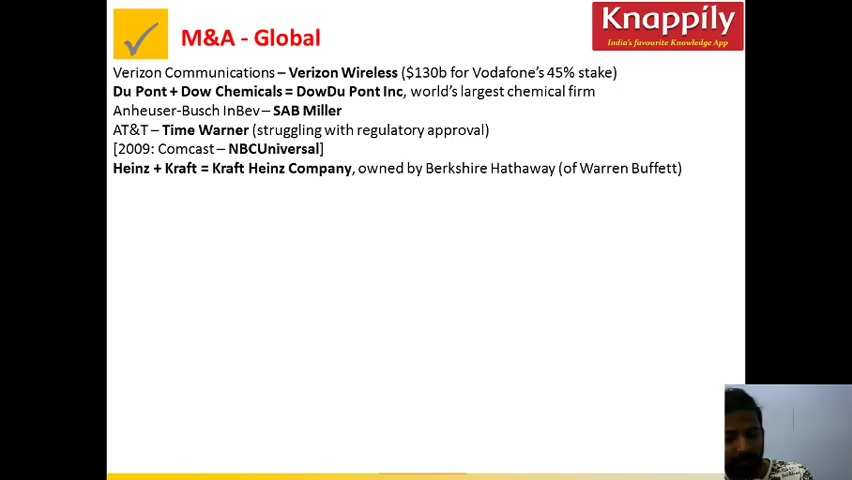 M&A - Global
Knappily
India's favourite Knowledge App
Verizon Communications – Verizon Wireless ($130b for Vodafone's 45% stake)
Du Pont + Dow Chemicals = DowDu Pont Inc, world's largest chemical firm
Anheuser-Busch InBev – SAB Miller
AT&T – Time Warner (struggling with regulatory approval)
[2009: Comcast – NBCUniversal]
Heinz + Kraft = Kraft Heinz Company, owned by Berkshire Hathaway (of Warren Buffett)